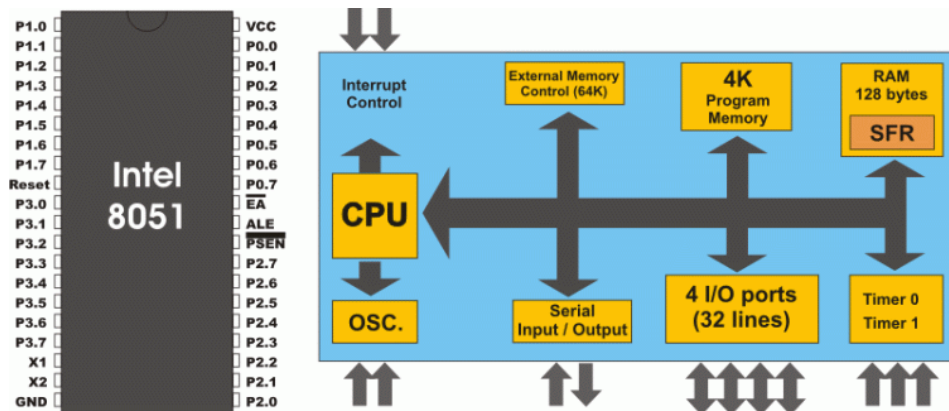 P1.0
P1.1
P1.2
P1.3
P1.4
P1.5
P1.6
P1.7
Reset
P3.0
P3.1
P3.2
P3.3
P3.4
P3.5
P3.6
P3.7
X1
X2
GND
Intel
8051
VCC
P0.0
P0.1
P0.2
P0.3
P0.4
P0.5
P0.6
P0.7
EA
ALE
PSEN
P2.7
P2.6
P2.5
P2.4
P2.3
P2.2
P2.1
P2.0
Interrupt
Control
External Memory
Control (64K)
4K
Program
Memory
RAM
128 bytes
SFR
CPU
OSC.
Serial
Input / Output
4 I/O ports
(32 lines)
Timer 0
Timer 1